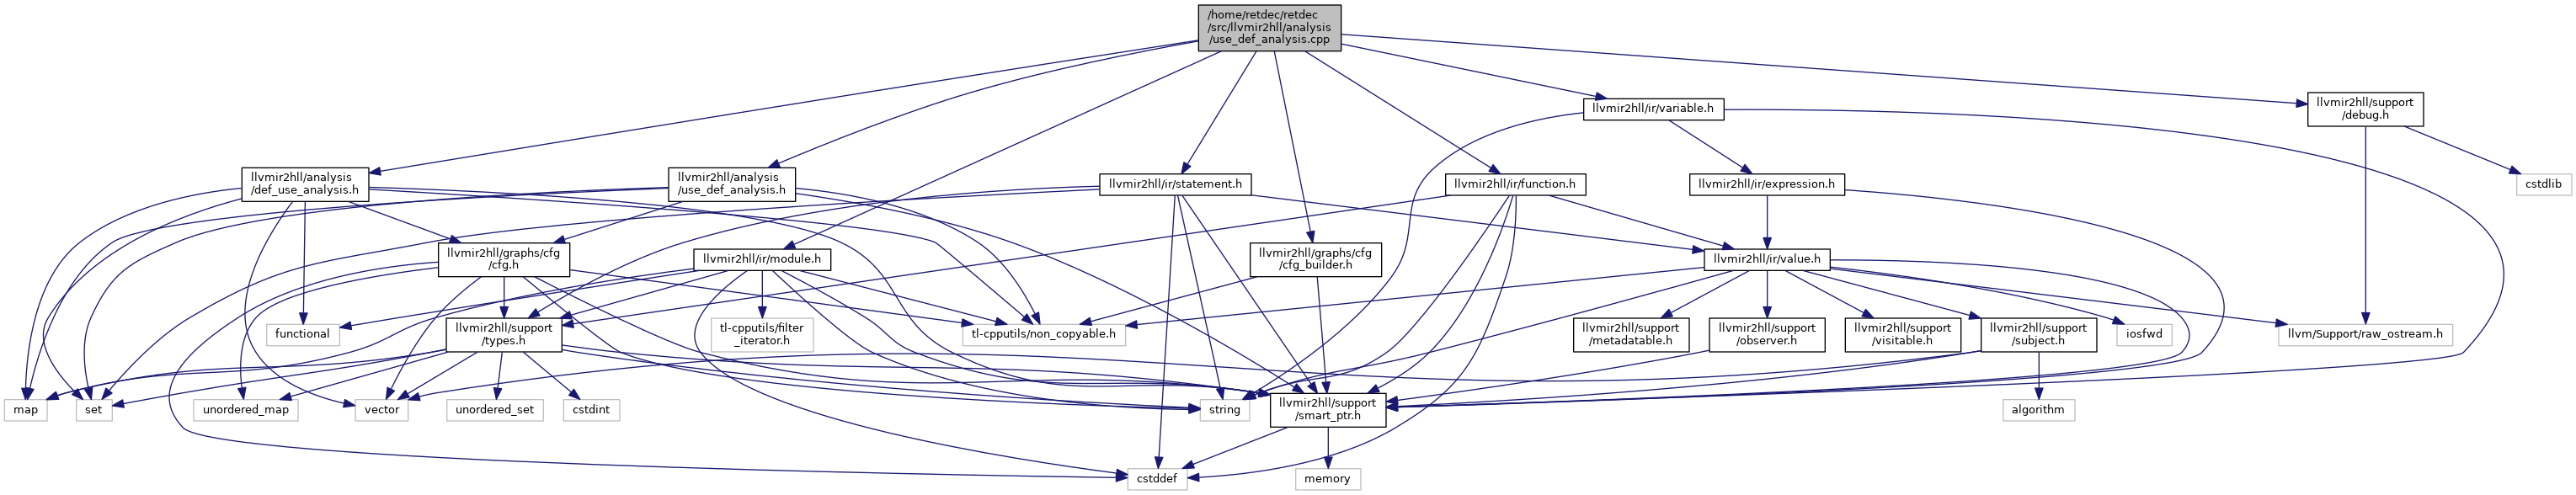 /home/retdec/retdec
/src/llvmir2hll/analysis
/use_def_analysis.cpp
llvmir2hll/ir/variable.h
llvmir2hll/support
/debug.h
llvmir2hll/analysis
/def_use_analysis.h
llvmir2hll/analysis
/use_def_analysis.h
llvmir2hll/ir/statement.h
llvmir2hll/ir/function.h
llvmir2hll/ir/expression.h
cstdlib
llvmir2hll/graphs/cfg
/cfg.h
llvmir2hll/ir/module.h
llvmir2hll/graphs/cfg
/cfg_builder.h
llvmir2hll/ir/value.h
functional
llvmir2hll/support
/types.h
tl-cpputils/filter
_iterator.h
tl-cpputils/non_copyable.h
llvmir2hll/support
/metadatable.h
llvmir2hll/support
/observer.h
llvmir2hll/support
/visitable.h
llvmir2hll/support
/subject.h
iosfwd
llvm/Support/raw_ostream.h
map
set
unordered_map
vector
unordered_set
cstdint
string
llvmir2hll/support
/smart_ptr.h
algorithm
cstddef
memory